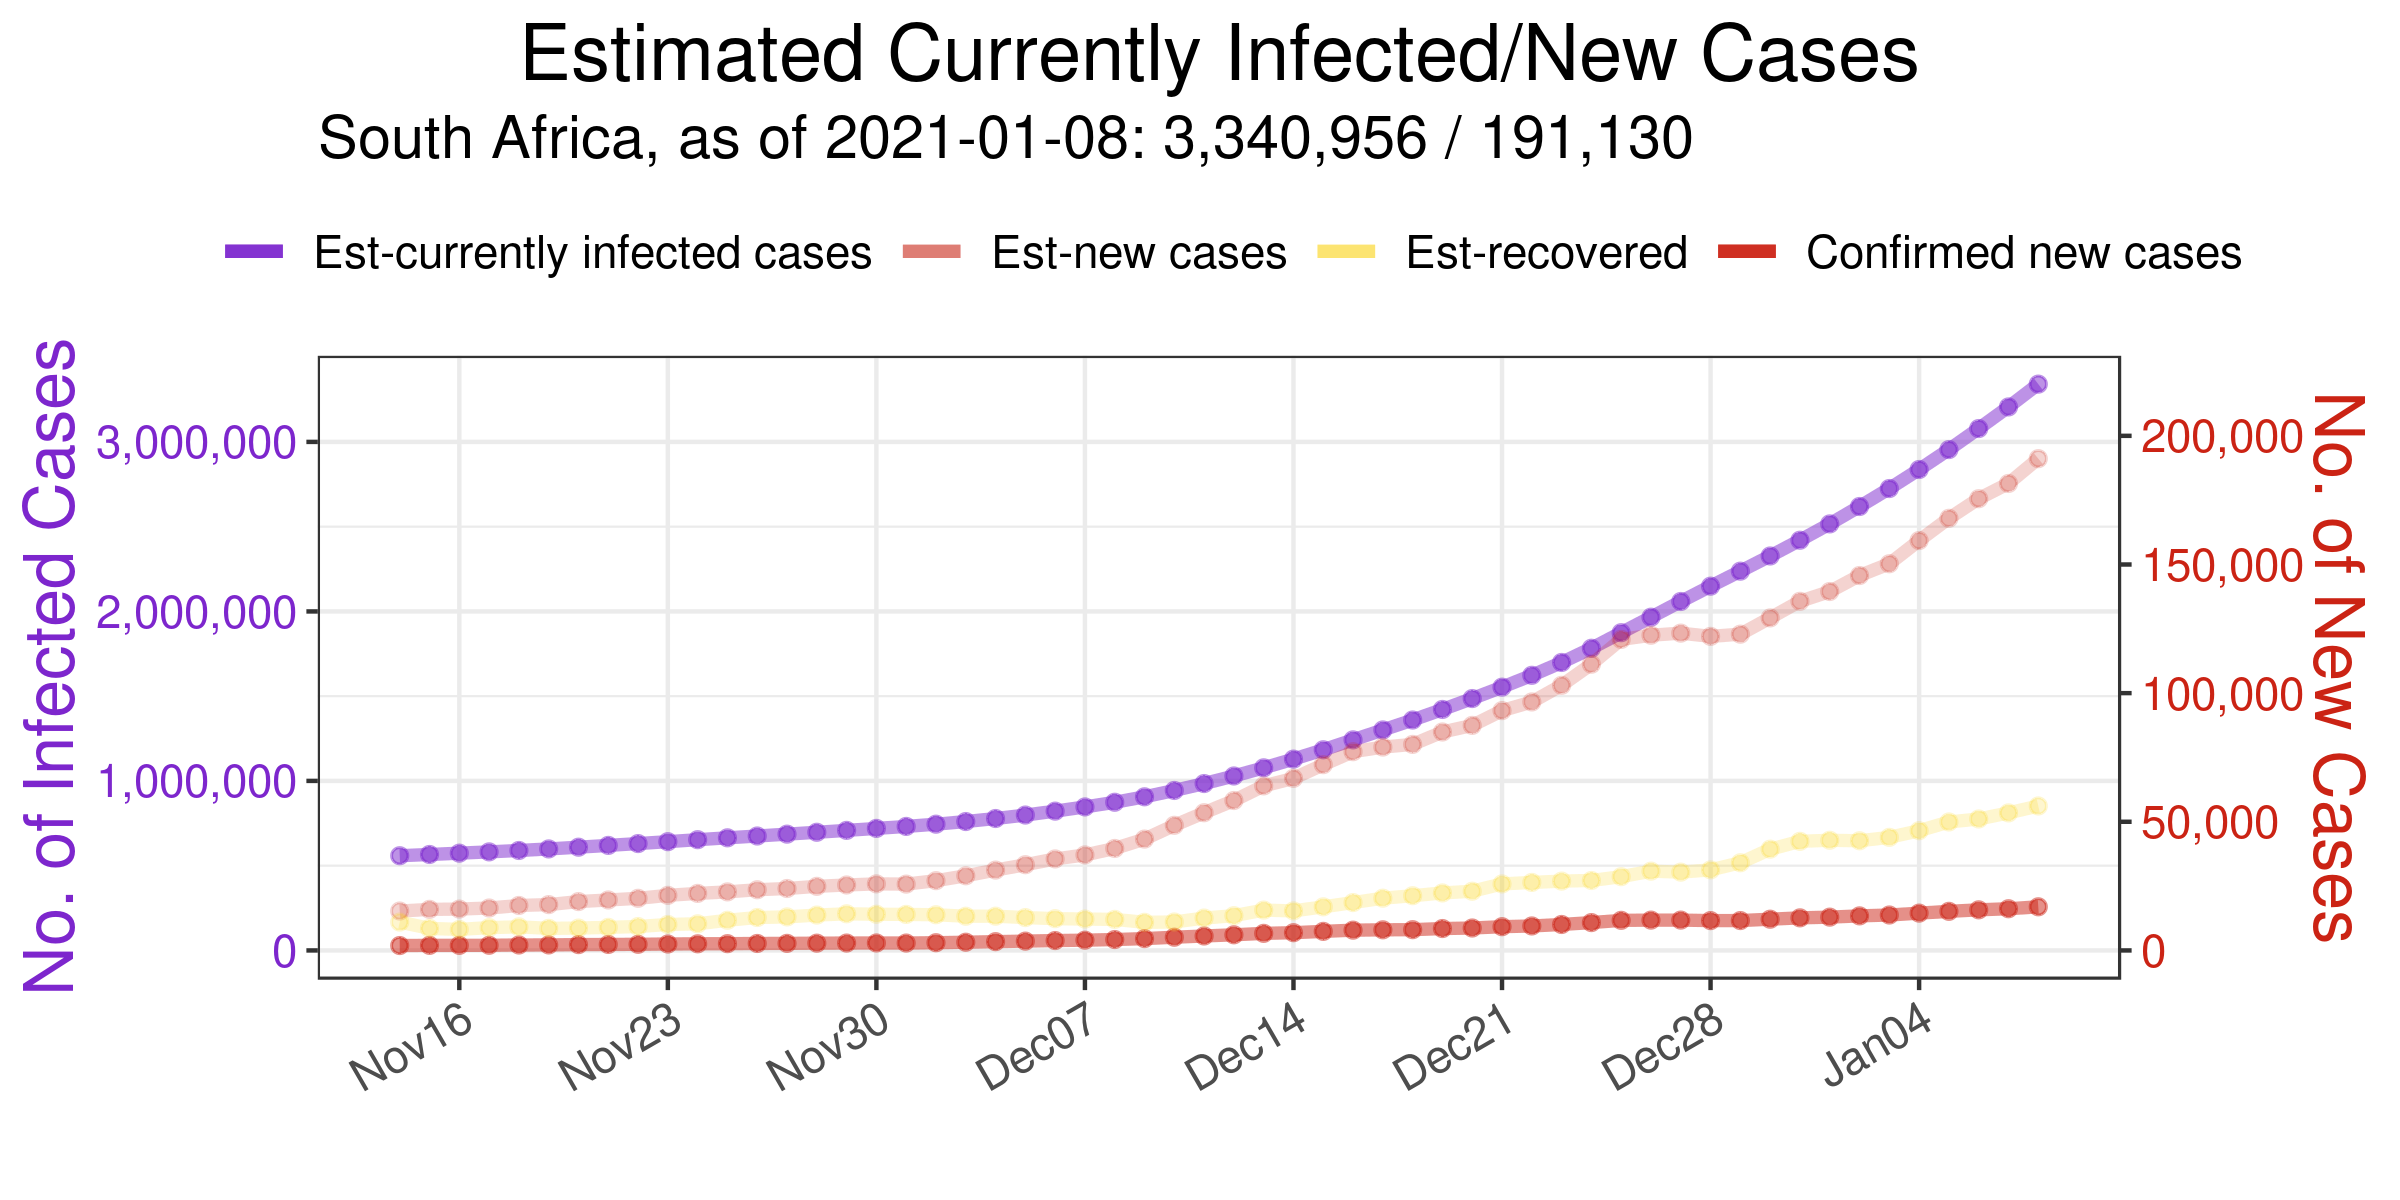 Estimated Currently Infected/New Cases
South Africa, as of 2021-01-08: 3,340,956 / 191,130
Est-currently infected cases Est-new cases Est-recovered Confirmed new cases
No. of Infected Cases
3,000,000
2,000,000
1,000,000
0
200,000
150,000
100,000
50,000
0
No. of New Cases
Nov16 Nov23 Nov30 Dec07 Dec14 Dec21 Dec28 Jan04